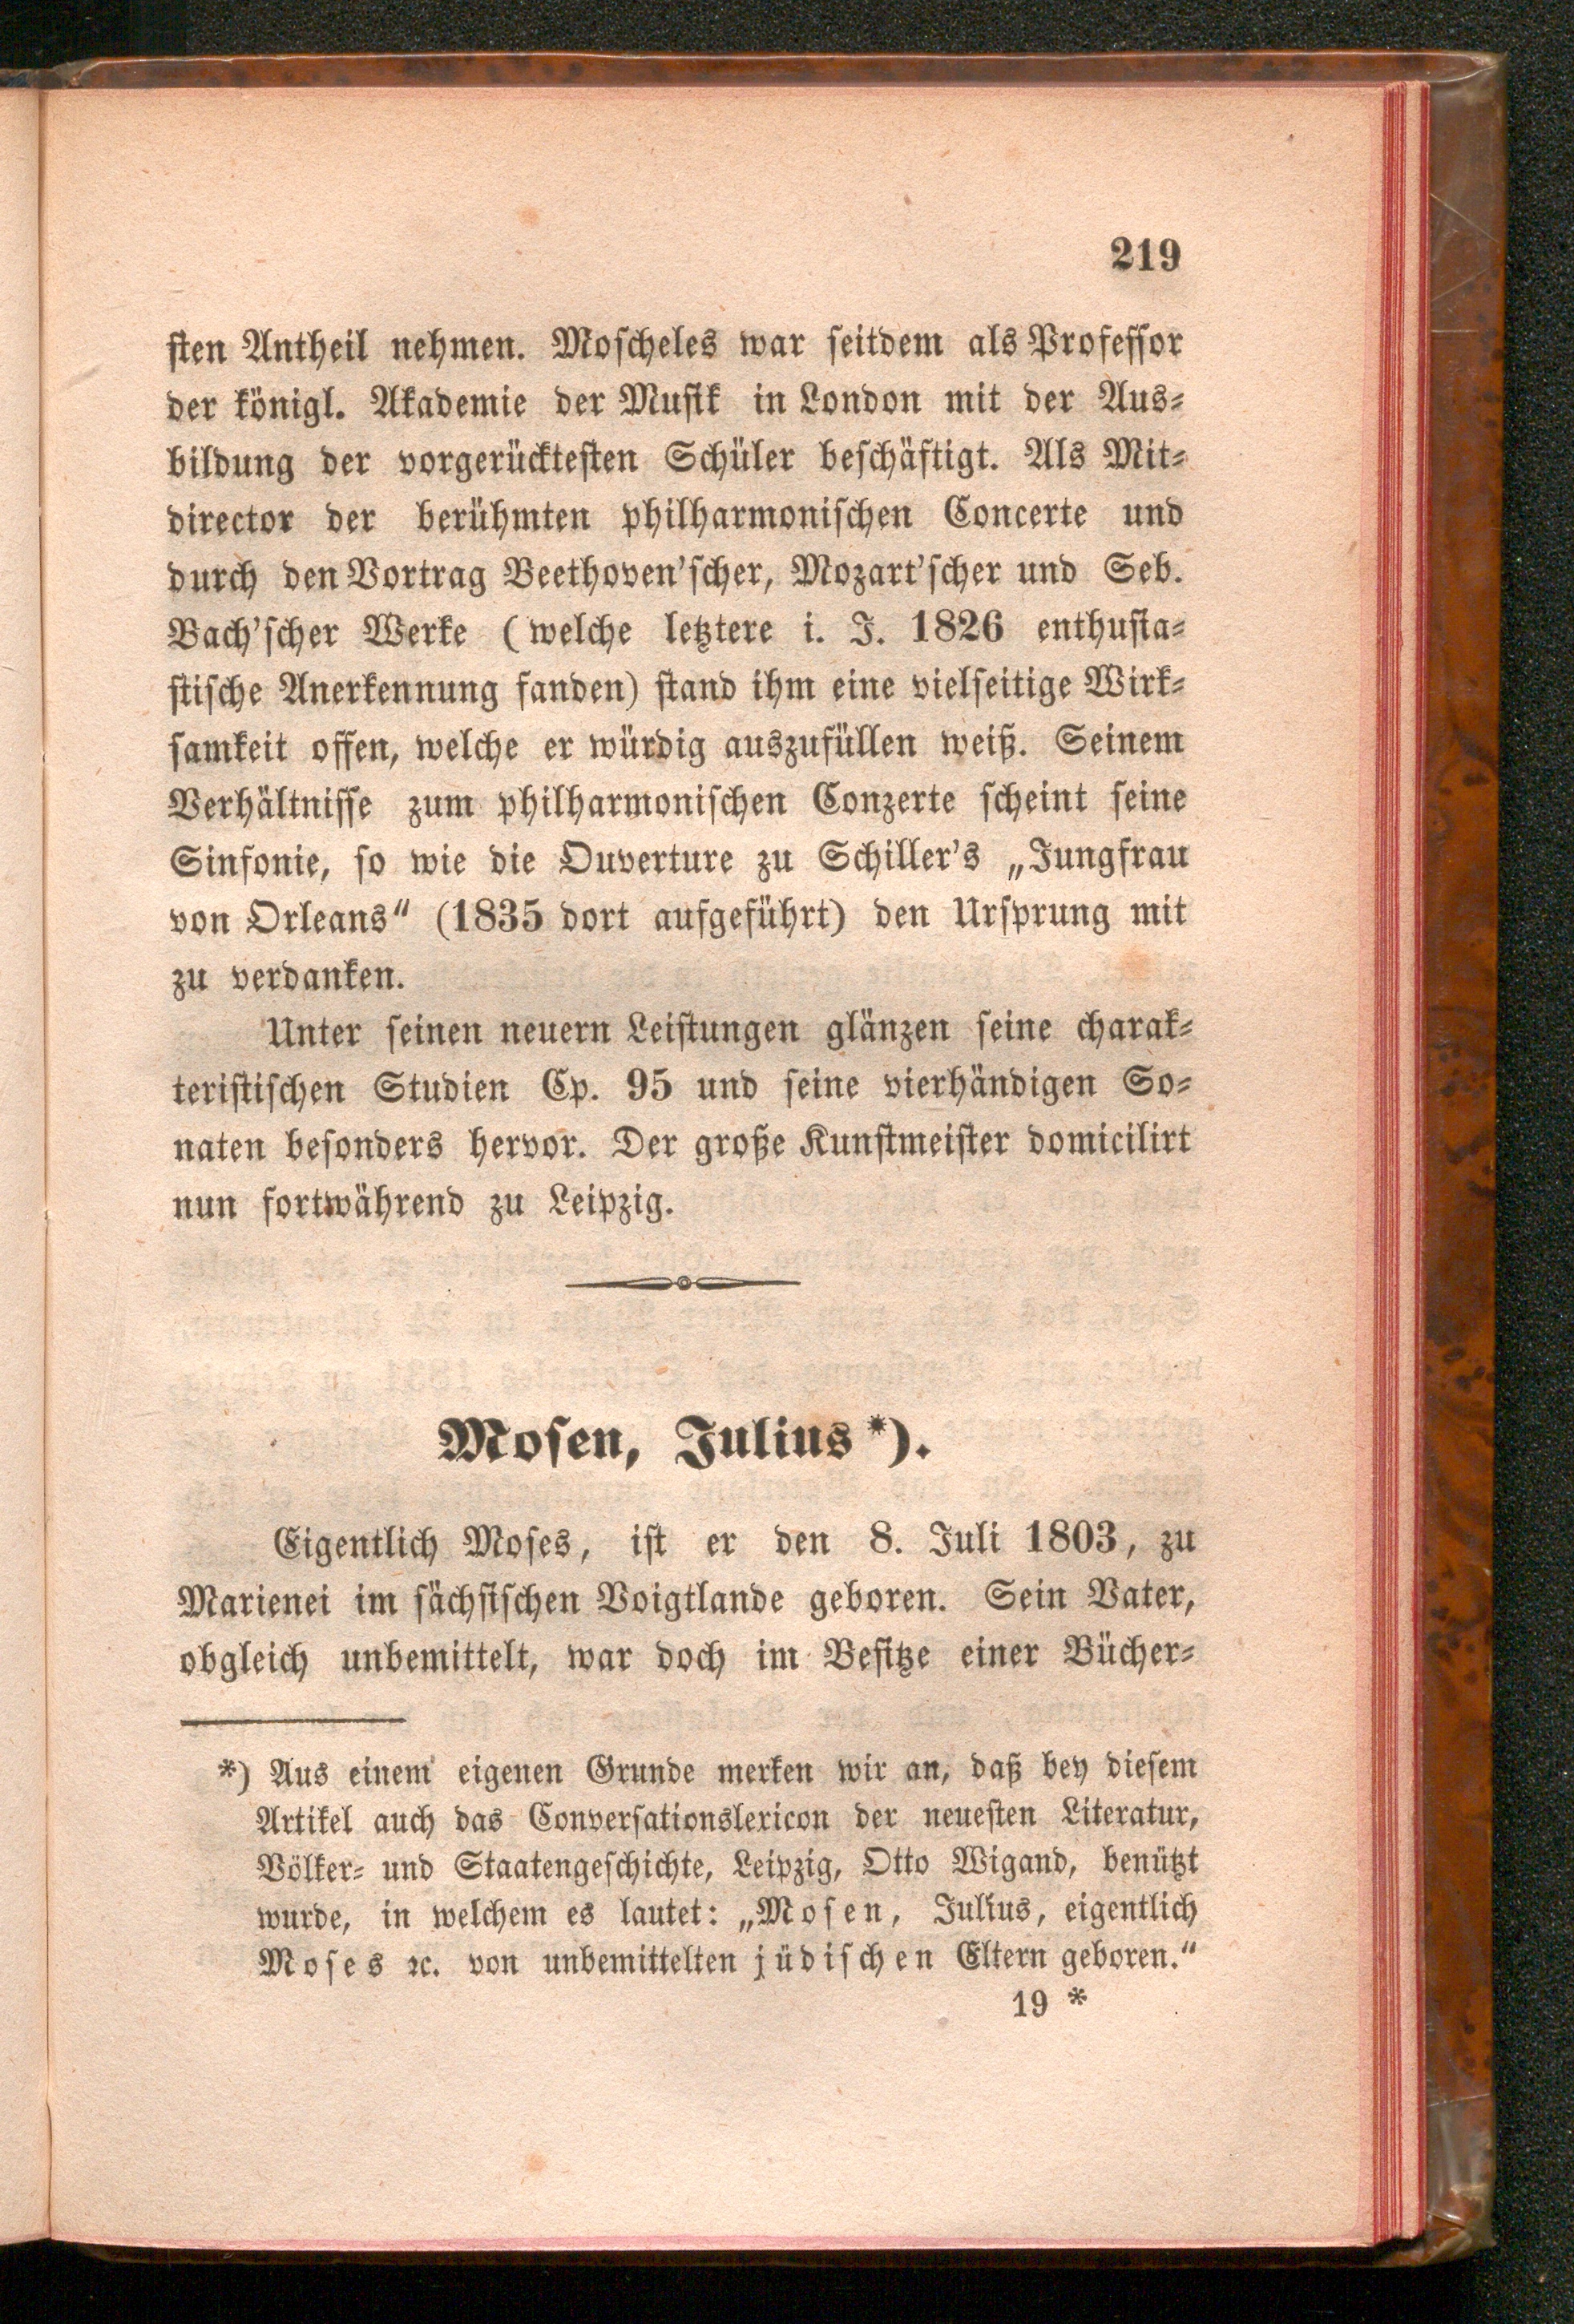 219
sten Antheil nehmen. Moscheles war seitdem als Professor
der königl. Akademie der Musik in London mit der Aus-
bildung der vorgerücktesten Schüler beschäftigt. Als Mit-
director der berühmten philharmonischen Concerte und
durch den Vortrag Beethoven'scher, Mozart'scher und Seb.
Bach'scher Werke (welche letztere i. J. 1826 enthusia-
stische Anerkennung fanden) stand ihm eine vielseitige Wirk-
samkeit offen, welche er würdig auszufüllen weiß. Seinem
Verhältnisse zum philharmonischen Conzerte scheint seine
Sinfonie, so wie die Ouverture zu Schiller's „Jungfrau
von Orleans“ (1835 dort aufgeführt) den Ursprung mit
zu verdanken.
Unter seinen neuern Leistungen glänzen seine charak-
teristischen Studien Cp. 95 und seine vierhändigen So-
naten besonders hervor. Der große Kunstmeister domicilirt
nun fortwährend zu Leipzig.
Mosen, Julius*).
Eigentlich Moses, ist er den 8. Juli 1803, zu
Marienei im sächsischen Voigtlande geboren. Sein Vater,
obgleich unbemittelt, war doch im Besitze einer Bücher-
*) Aus einem eigenen Grunde merken wir an, daß bey diesem
Artikel auch das Conversationslexicon der neuesten Literatur,
Völker- und Staatengeschichte, Leipzig, Otto Wigand, benützt
wurde, in welchem es lautet: „Mosen, Julius, eigentlich
Moses ꝛc. von unbemittelten jüdischen Eltern geboren.“
19 *